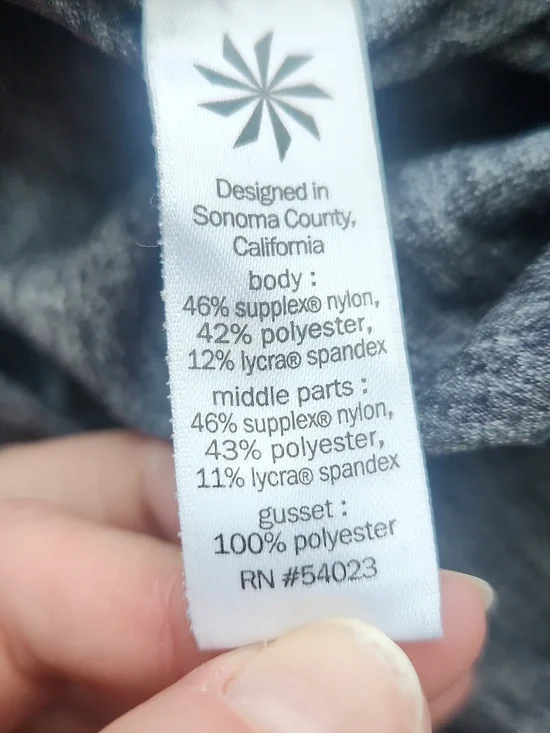 Designed in
Sonoma County,
California
body :
46% supplex® nylon,
42% polyester,
12% lycra® spandex
middle parts :
46% supplex® nylon,
43% polyester,
11% lycra® spandex
gusset :
100% polyester
RN #54023